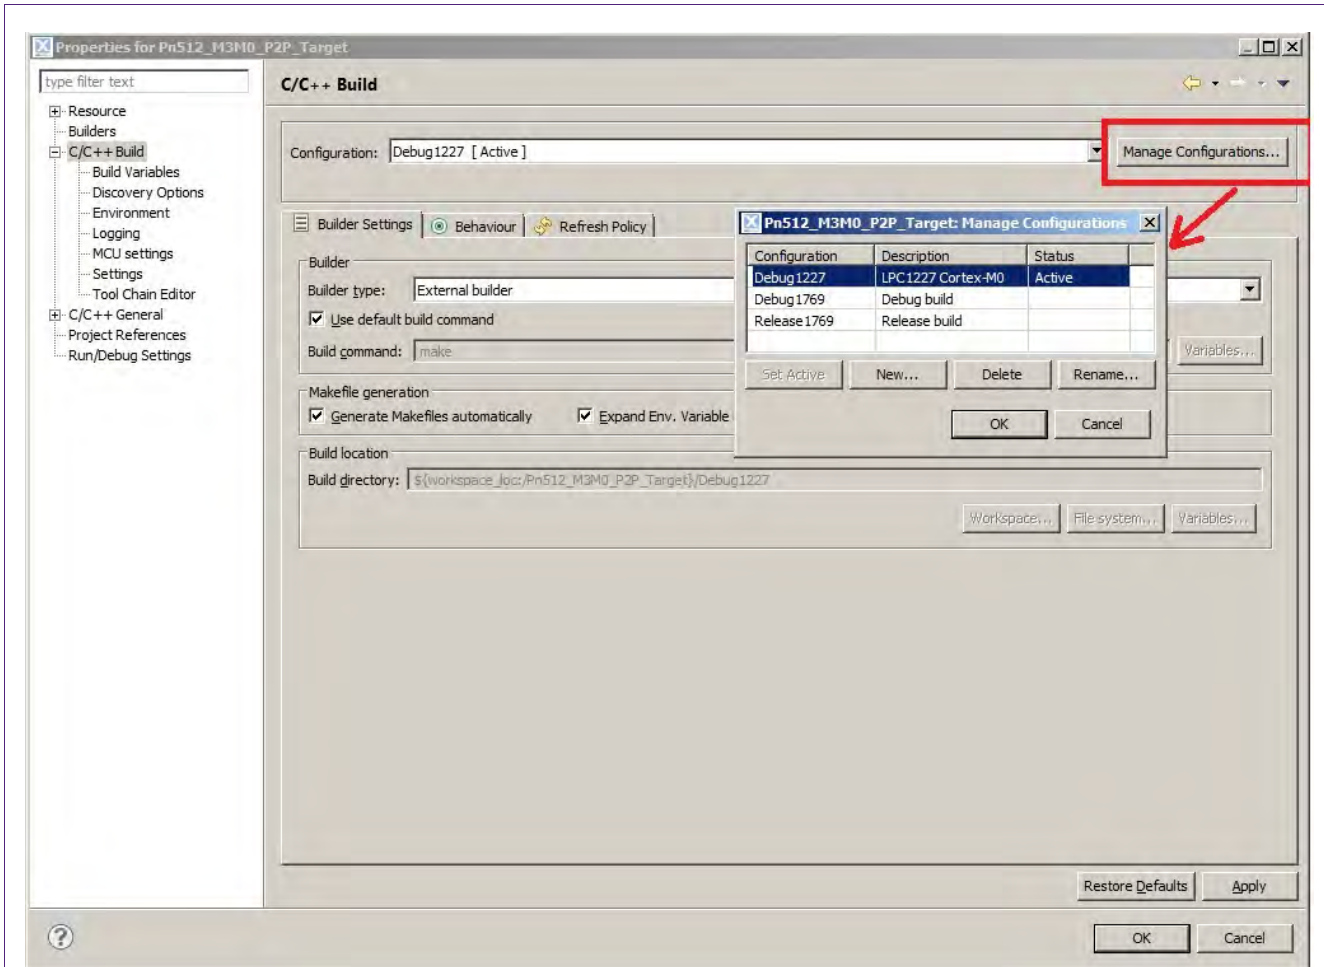 Properties for Pn512_M3M0_P2P_Target
type filter text
Resource
Builders
C/C++ Build
Build Variables
Discovery Options
Environment
Logging
MCU settings
Settings
Tool Chain Editor
C/C++ General
Project References
Run/Debug Settings
C/C++ Build
Configuration: Debug1227 [ Active ]
Manage Configurations...
Builder Settings Behaviour Refresh Policy
Builder
Builder type: External builder
Use default build command
Build command: make
Variables...
Makefile generation
Generate Makefiles automatically Expand Env. Variable
Build location
Build directory: ${workspace_loc:/Pn512_M3M0_P2P_Target}/Debug1227
Workspace... File system... Variables...
Pn512_M3M0_P2P_Target: Manage Configurations
Configuration Description Status
Debug1227 LPC1227 Cortex-M0 Active
Debug1769 Debug build
Release1769 Release build
Set Active New... Delete Rename...
OK Cancel
Restore Defaults Apply
OK Cancel